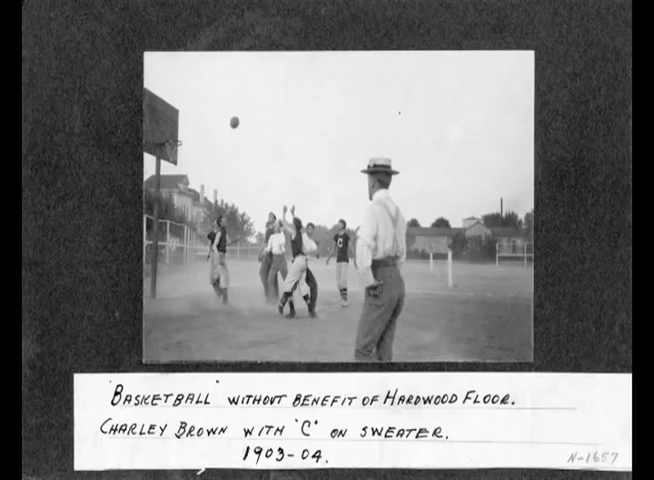 C
"BASKETBALL" WITHOUT BENEFIT OF HARDWOOD FLOOR.
CHARLEY BROWN WITH "C" ON SWEATER.
1903-04.
N-1657